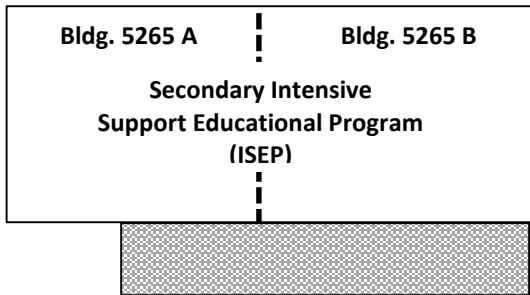 Bldg. 5265 A Bldg. 5265 B
Secondary Intensive
Support Educational Program
(ISEP)